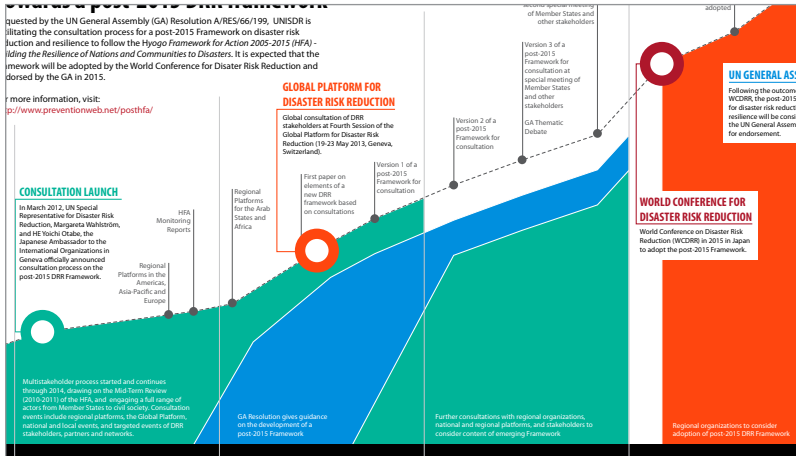 towards a post-2015 DRR framework
quested by the UN General Assembly (GA) Resolution A/RES/66/199, UNISDR is
ilitating the consultation process for a post-2015 Framework on disaster risk
duction and resilience to follow the Hyogo Framework for Action 2005-2015 (HFA) -
lding the Resilience of Nations and Communities to Disasters. It is expected that the
mework will be adopted by the World Conference for Diaster Risk Reduction and
dorsed by the GA in 2015.
r more information, visit:
p://www.preventionweb.net/posthfa/
CONSULTATION LAUNCH
In March 2012, UN Special
Representative for Disaster Risk
Reduction, Margareta Wahlström,
and HE Yoichi Otabe, the
Japanese Ambassador to the
International Organizations in
Geneva officially announced
consultation process on the
post-2015 DRR Framework.
Regional
Platforms in the
Americas,
Asia-Pacific and
Europe
HFA
Monitoring
Reports
Regional
Platforms
for the Arab
States and
Africa
GLOBAL PLATFORM FOR
DISASTER RISK REDUCTION
Global consultation of DRR
stakeholders at Fourth Session of the
Global Platform for Disaster Risk
Reduction (19-23 May 2013, Geneva,
Switzerland).
First paper on
elements of a
new DRR
framework based
on consultations
Version 1 of a
post-2015
Framework for
consultation
Version 2 of a
post-2015
Framework for
consultation
Version 3 of a
post-2015
Framework for
consultation at
special meeting of
Member States
and other
stakeholders
GA Thematic
Debate
second special meeting
of Member States and
other stakeholders
adopted
WORLD CONFERENCE FOR
DISASTER RISK REDUCTION
World Conference on Disaster Risk
Reduction (WCDRR) in 2015 in Japan
to adopt the post-2015 Framework.
UN GENERAL ASS
Following the outcom
WCDRR, the post-2015
for disaster risk reducti
resilience will be consid
the UN General Assem
for endorsement.
Multistakeholder process started and continues
through 2014, drawing on the Mid-Term Review
(2010-2011) of the HFA, and engaging a full range of
actors from Member States to civil society. Consultation
events include regional platforms, the Global Platform,
national and local events, and targeted events of DRR
stakeholders, partners and networks.
GA Resolution gives guidance
on the development of a
post-2015 Framework
Further consultations with regional organizations,
national and regional platforms, and stakeholders to
consider content of emerging Framework
Regional organizations to consider
adoption of post-2015 DRR Framework